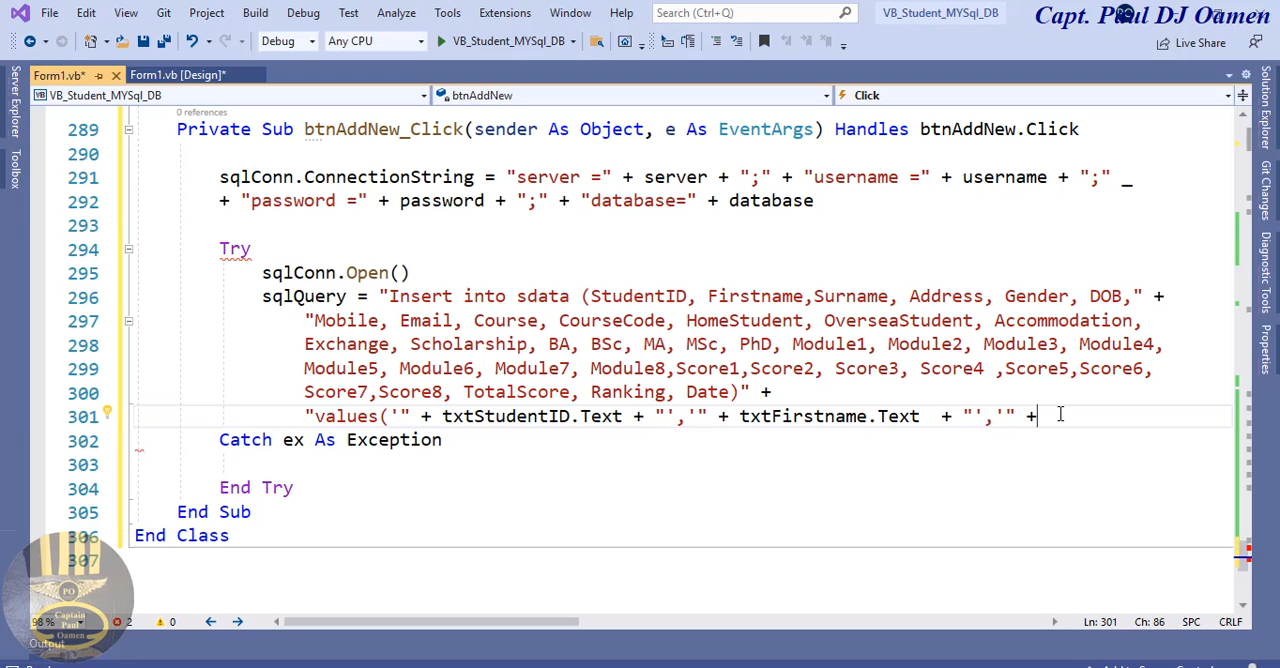 File Edit View Git Project Build Debug Test Analyze Tools Extensions Window Help Search (Ctrl+Q) VB_Student_MYSql_DB
Capt. Paul DJ Oamen
Debug Any CPU VB_Student_MYSql_DB Live Share
Form1.vb* Form1.vb [Design]*
VB_Student_MYSql_DB btnAddNew Click
Server Explorer
Toolbox
Solution Explorer
Git Changes
Diagnostic Tools
Properties
0 references
289 Private Sub btnAddNew_Click(sender As Object, e As EventArgs) Handles btnAddNew.Click
290
291 sqlConn.ConnectionString = "server =" + server + ";" + "username =" + username + ";" _
292 + "password =" + password + ";" + "database=" + database
293
294 Try
295 sqlConn.Open()
296 sqlQuery = "Insert into sdata (StudentID, Firstname,Surname, Address, Gender, DOB," +
297 "Mobile, Email, Course, CourseCode, HomeStudent, OverseaStudent, Accommodation,
298 Exchange, Scholarship, BA, BSc, MA, MSc, PhD, Module1, Module2, Module3, Module4,
299 Module5, Module6, Module7, Module8,Score1,Score2, Score3, Score4 ,Score5,Score6,
300 Score7,Score8, TotalScore, Ranking, Date)" +
301 "values('" + txtStudentID.Text + "','" + txtFirstname.Text + "','" +
302 Catch ex As Exception
303
304 End Try
305 End Sub
306 End Class
307
PO
Captain
Paul
Oamen
98 % 2 0 Ln: 301 Ch: 86 SPC CRLF
Output